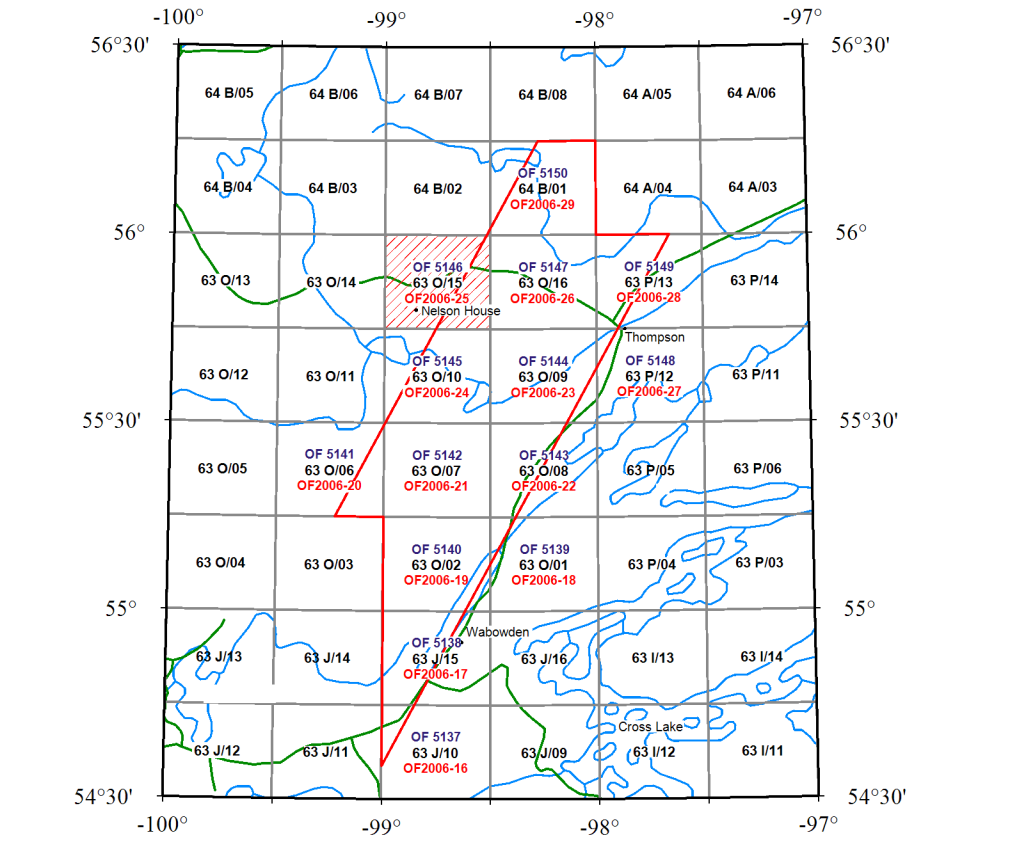 -100°
-99°
-98°
-97°
56°30'
56°30'
64 B/05
64 B/06
64 B/07
64 B/08
64 A/05
64 A/06
64 B/04
64 B/03
64 B/02
OF 5150
64 B/01
OF2006-29
64 A/04
64 A/03
56°
56°
63 O/13
63 O/14
OF 5146
63 O/15
OF2006-25
Nelson House
OF 5147
63 O/16
OF2006-26
OF 5149
63 P/13
OF2006-28
63 P/14
Thompson
63 O/12
63 O/11
OF 5145
63 O/10
OF2006-24
OF 5144
63 O/09
OF2006-23
OF 5148
63 P/12
OF2006-27
63 P/11
55°30'
55°30'
63 O/05
OF 5141
63 O/06
OF2006-20
OF 5142
63 O/07
OF2006-21
OF 5143
63 O/08
OF2006-22
63 P/05
63 P/06
63 O/04
63 O/03
OF 5140
63 O/02
OF2006-19
OF 5139
63 O/01
OF2006-18
63 P/04
63 P/03
55°
55°
Wabowden
63 J/13
63 J/14
OF 5138
63 J/15
OF2006-17
63 J/16
63 I/13
63 I/14
Cross Lake
63 J/12
63 J/11
OF 5137
63 J/10
OF2006-16
63 J/09
63 I/12
63 I/11
54°30'
54°30'
-100°
-99°
-98°
-97°